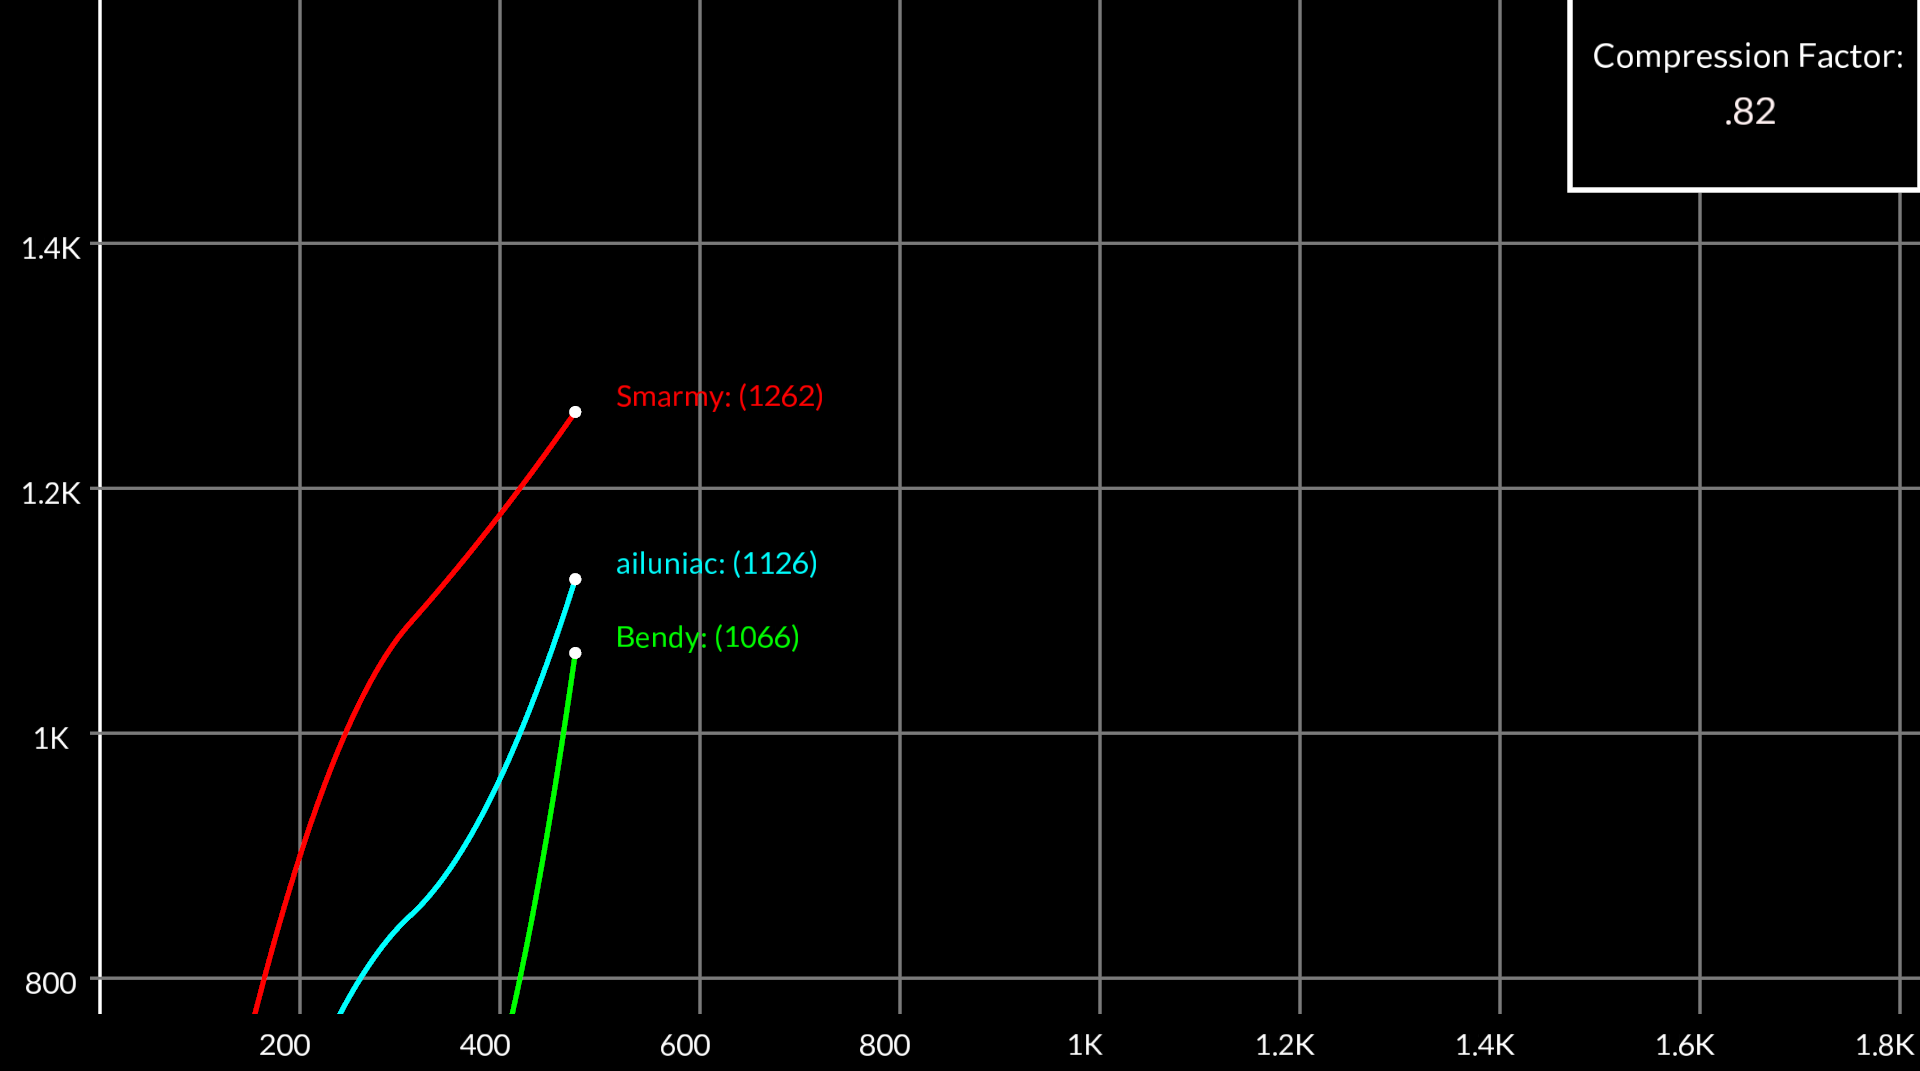 Compression Factor:
.82
1.4K
Smarmy: (1262)
1.2K
ailuniac: (1126)
Bendy: (1066)
1K
800
200 400 600 800 1K 1.2K 1.4K 1.6K 1.8K